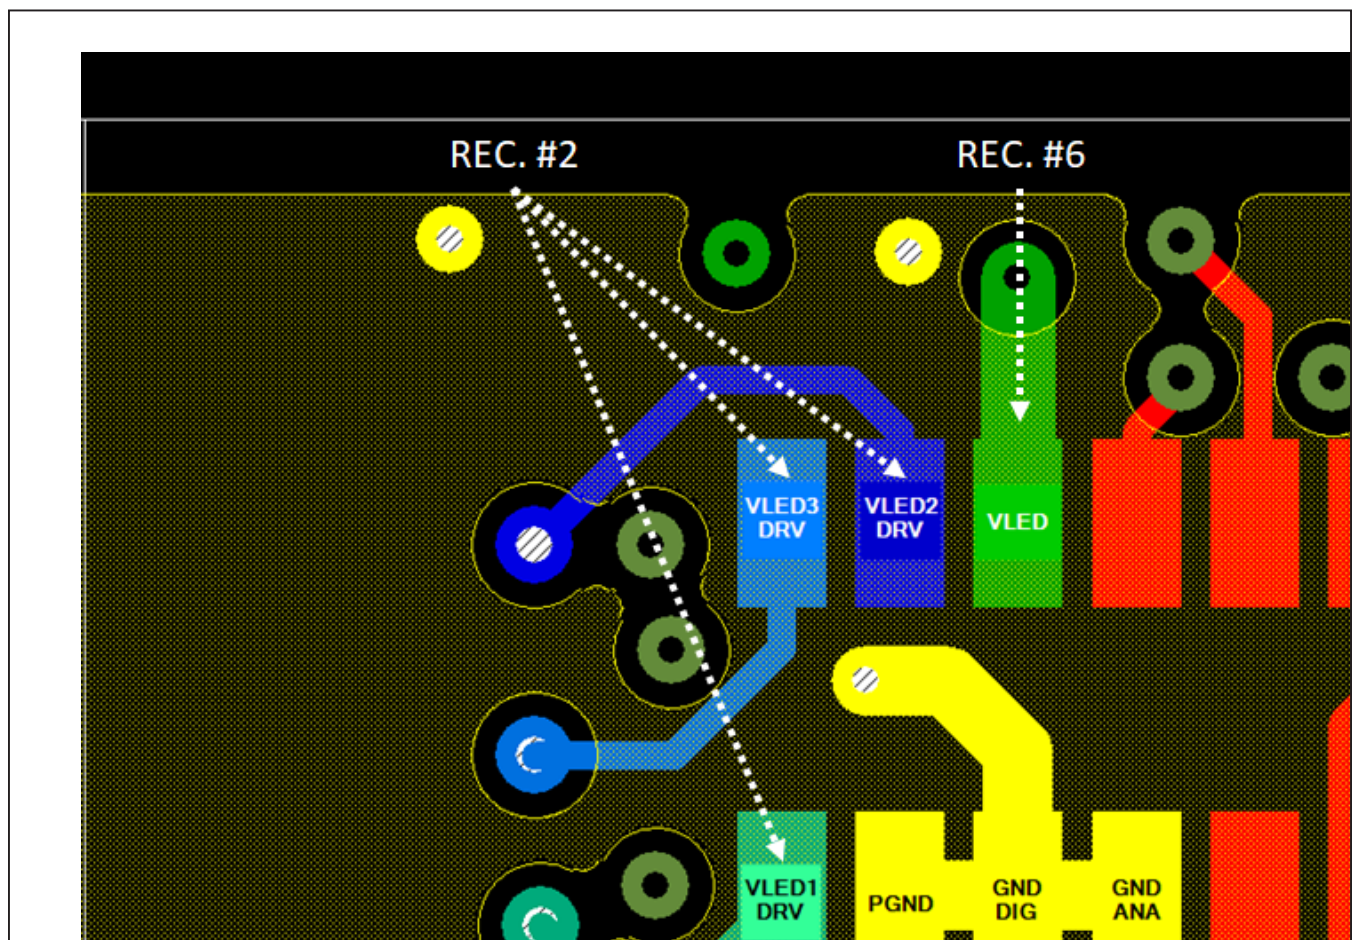 REC. #2
REC. #6
VLED3
DRV
VLED2
DRV
VLED
VLED1
DRV
PGND
GND
DIG
GND
ANA